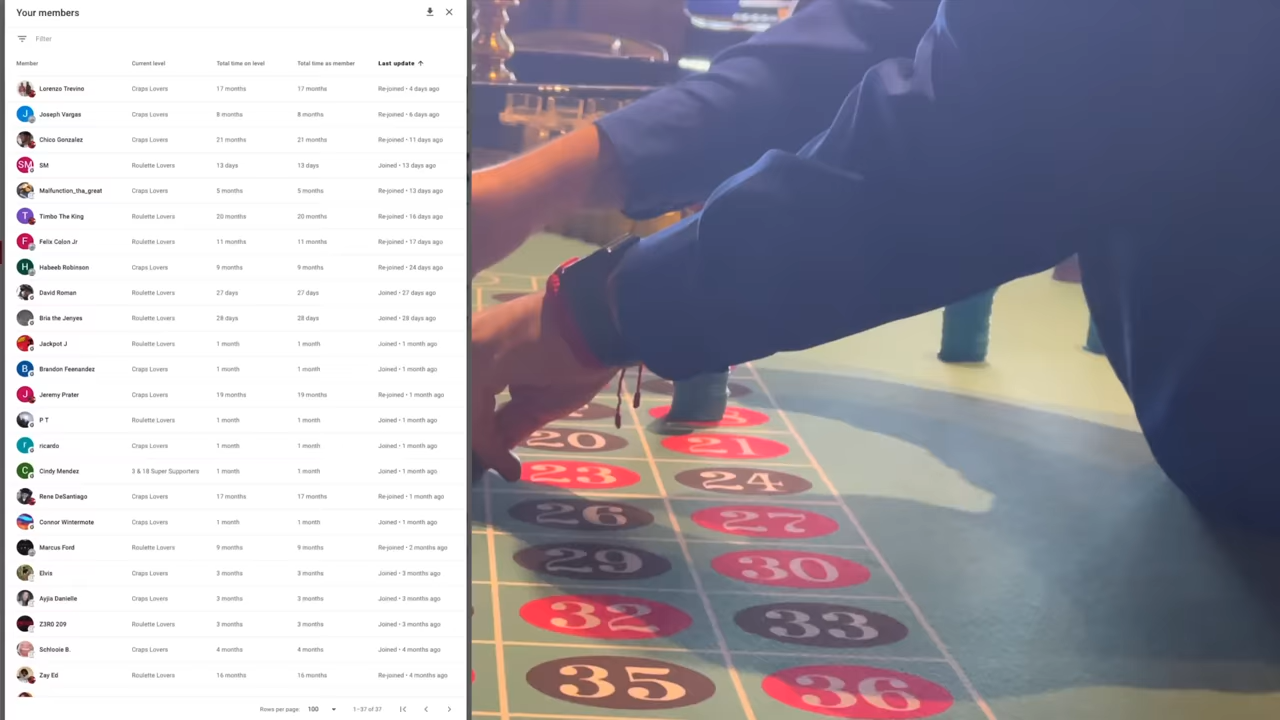 Your members
Filter
Member Current level Total time on level Total time as member Last update
Lorenzo Trevino Craps Lovers 17 months 17 months Re-joined • 4 days ago
J Joseph Vargas Craps Lovers 8 months 8 months Re-joined • 6 days ago
Chico Gonzalez Craps Lovers 21 months 21 months Re-joined • 11 days ago
SM SM Roulette Lovers 13 days 13 days Joined • 13 days ago
Malfunction_tha_great Craps Lovers 5 months 5 months Re-joined • 13 days ago
T Timbo The King Roulette Lovers 20 months 20 months Re-joined • 16 days ago
F Felix Colon Jr Roulette Lovers 11 months 11 months Re-joined • 17 days ago
H Habeeb Robinson Craps Lovers 9 months 9 months Re-joined • 24 days ago
David Roman Roulette Lovers 27 days 27 days Joined • 27 days ago
Bria the Jenyes Roulette Lovers 28 days 28 days Joined • 28 days ago
Jackpot J Roulette Lovers 1 month 1 month Joined • 1 month ago
B Brandon Feenandez Craps Lovers 1 month 1 month Joined • 1 month ago
J Jeremy Prater Craps Lovers 19 months 19 months Re-joined • 1 month ago
P T Roulette Lovers 1 month 1 month Joined • 1 month ago
r ricardo Craps Lovers 1 month 1 month Joined • 1 month ago
C Cindy Mendez 3 & 18 Super Supporters 1 month 1 month Joined • 1 month ago
Rene DeSantiago Craps Lovers 17 months 17 months Re-joined • 1 month ago
Connor Wintermote Craps Lovers 1 month 1 month Joined • 1 month ago
Marcus Ford Roulette Lovers 9 months 9 months Re-joined • 2 months ago
Elvis Craps Lovers 3 months 3 months Joined • 3 months ago
Ayjia Danielle Craps Lovers 3 months 3 months Joined • 3 months ago
Z3R0 209 Roulette Lovers 3 months 3 months Joined • 3 months ago
Schlooie B. Craps Lovers 4 months 4 months Joined • 4 months ago
Zay Ed Roulette Lovers 16 months 16 months Re-joined • 4 months ago
Rows per page: 100 1–37 of 37
20 21
23 24
26 27
29 30
32 33
35 36